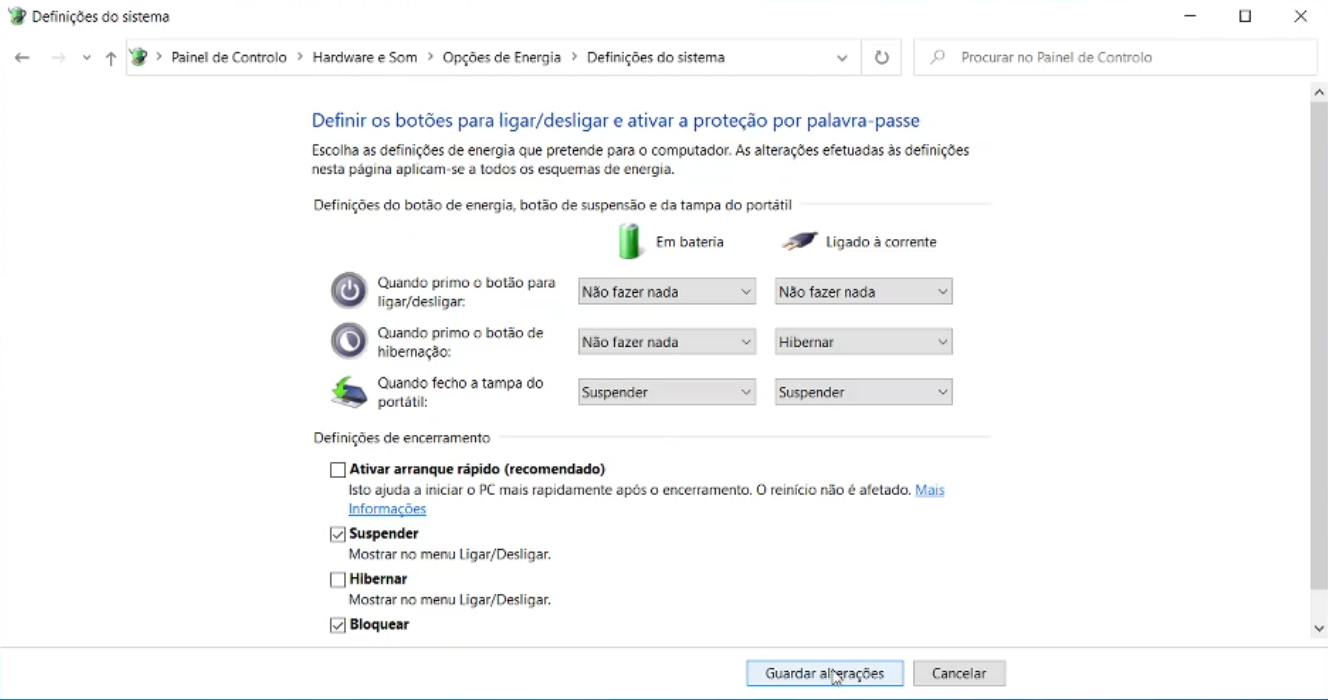 Definições do sistema
Painel de Controlo > Hardware e Som > Opções de Energia > Definições do sistema
Procurar no Painel de Controlo
Definir os botões para ligar/desligar e ativar a proteção por palavra-passe
Escolha as definições de energia que pretende para o computador. As alterações efetuadas às definições
nesta página aplicam-se a todos os esquemas de energia.
Definições do botão de energia, botão de suspensão e da tampa do portátil
Em bateria Ligado à corrente
Quando primo o botão para
ligar/desligar:
Não fazer nada Não fazer nada
Quando primo o botão de
hibernação:
Não fazer nada Hibernar
Quando fecho a tampa do
portátil:
Suspender Suspender
Definições de encerramento
Ativar arranque rápido (recomendado)
Isto ajuda a iniciar o PC mais rapidamente após o encerramento. O reinício não é afetado. Mais
Informações
Suspender
Mostrar no menu Ligar/Desligar.
Hibernar
Mostrar no menu Ligar/Desligar.
Bloquear
Guardar alterações Cancelar